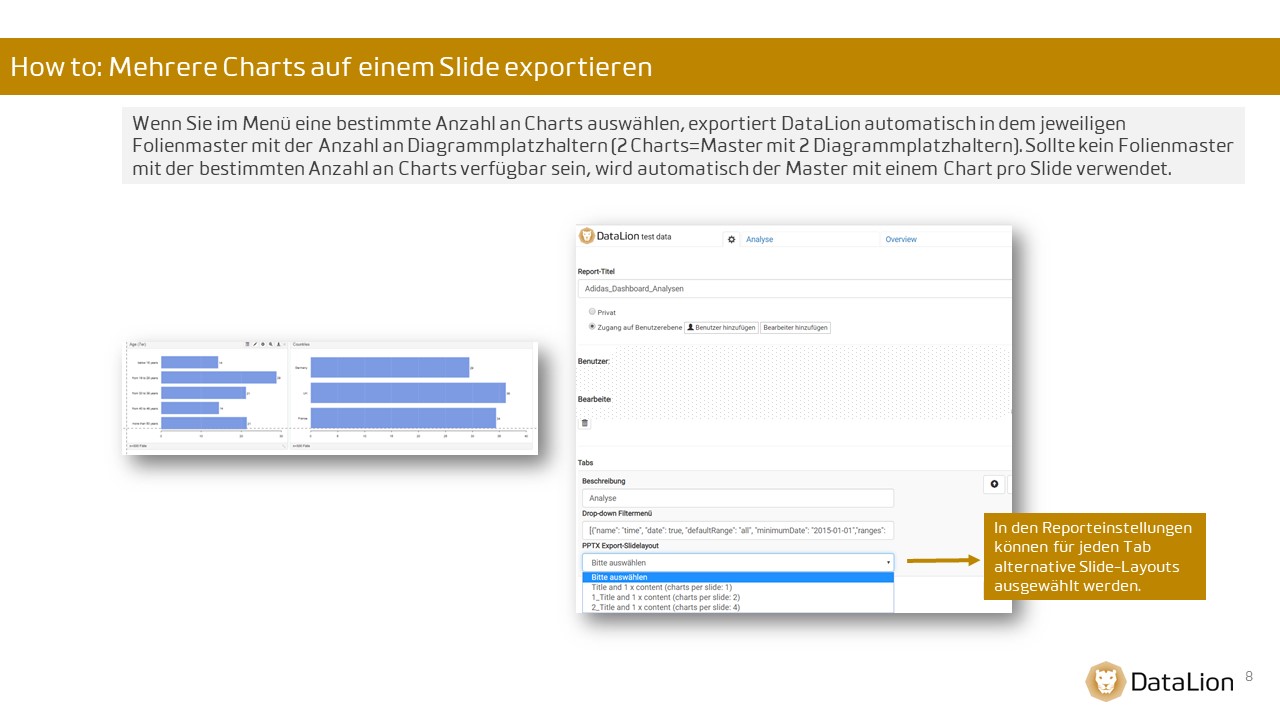 How to: Mehrere Charts auf einem Slide exportieren
Wenn Sie im Menü eine bestimmte Anzahl an Charts auswählen, exportiert DataLion automatisch in dem jeweiligen
Folienmaster mit der Anzahl an Diagrammplatzhaltern (2 Charts=Master mit 2 Diagrammplatzhaltern). Sollte kein Folienmaster
mit der bestimmten Anzahl an Charts verfügbar sein, wird automatisch der Master mit einem Chart pro Slide verwendet.
Age (Tier)
Countries
Germany
UK
France
DataLion test data
Analyse
Overview
Report-Titel
Adidas_Dashboard_Analysen
Privat
Zugang auf Benutzerebene
Benutzer hinzufügen
Bearbeiter hinzufügen
Benutzer:
Bearbeite
Tabs
Beschreibung
Analyse
Drop-down Filtermenü
[{"name": "time", "date": true, "defaultRange": "all", "minimumDate": "2015-01-01","ranges":
PPTX Export-Slidelayout
Bitte auswählen
Bitte auswählen
Title and 1 x content (charts per slide: 1)
1_Title and 1 x content (charts per slide: 2)
2_Title and 1 x content (charts per slide: 4)
In den Reporteinstellungen
können für jeden Tab
alternative Slide-Layouts
ausgewählt werden.
DataLion
8